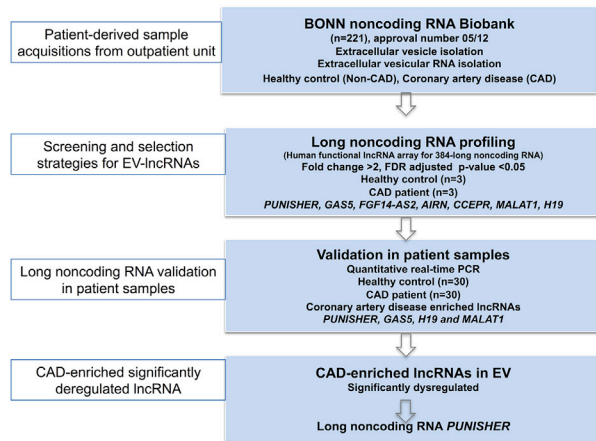 Patient-derived sample
acquisitions from outpatient unit
BONN noncoding RNA Biobank
(n=221), approval number 05/12
Extracellular vesicle isolation
Extracellular vesicular RNA isolation
Healthy control (Non-CAD), Coronary artery disease (CAD)
Screening and selection
strategies for EV-lncRNAs
Long noncoding RNA profiling
(Human functional lncRNA array for 384-long noncoding RNA)
Fold change >2, FDR adjusted p-value <0.05
Healthy control (n=3)
CAD patient (n=3)
PUNISHER, GAS5, FGF14-AS2, AIRN, CCEPR, MALAT1, H19
Long noncoding RNA validation
in patient samples
Validation in patient samples
Quantitative real-time PCR
Healthy control (n=30)
CAD patient (n=30)
Coronary artery disease enriched lncRNAs
PUNISHER, GAS5, H19 and MALAT1
CAD-enriched significantly
deregulated lncRNA
CAD-enriched lncRNAs in EV
Significantly dysregulated
Long noncoding RNA PUNISHER